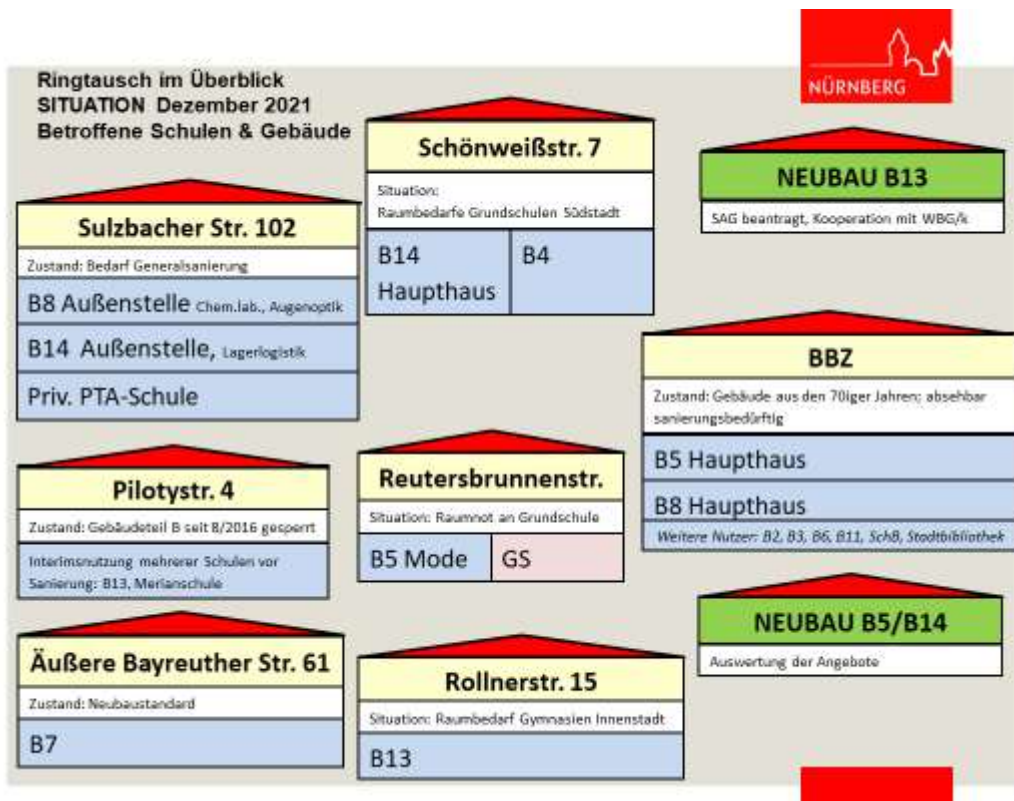 NÜRNBERG
Ringtausch im Überblick
SITUATION Dezember 2021
Betroffene Schulen & Gebäude
Sulzbacher Str. 102
Zustand: Bedarf Generalsanierung
B8 Außenstelle Chem.lab., Augenoptik
B14 Außenstelle, Lagerlogistik
Priv. PTA-Schule
Schönweißstr. 7
Situation:
Raumbedarfe Grundschulen Südstadt
B14
Haupthaus
B4
NEUBAU B13
SAG beantragt, Kooperation mit WBG/k
BBZ
Zustand: Gebäude aus den 70iger Jahren; absehbar
sanierungsbedürftig
B5 Haupthaus
B8 Haupthaus
Weitere Nutzer: B2, B3, B6, B11, SchB, Stadtbibliothek
Pilotystr. 4
Zustand: Gebäudeteil B seit 8/2016 gesperrt
Interimsnutzung mehrerer Schulen vor
Sanierung: B13, Merianschule
Reutersbrunnenstr.
Situation: Raumnot an Grundschule
B5 Mode
GS
NEUBAU B5/B14
Auswertung der Angebote
Äußere Bayreuther Str. 61
Zustand: Neubaustandard
B7
Rollnerstr. 15
Situation: Raumbedarf Gymnasien Innenstadt
B13